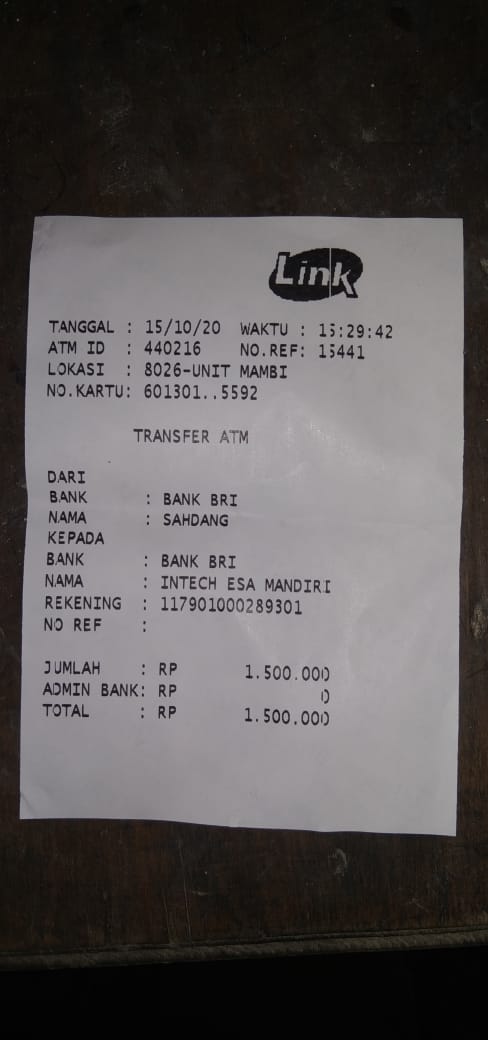 Link
TANGGAL : 15/10/20 WAKTU : 15:29:42
ATM ID : 440216 NO.REF: 15441
LOKASI : 8026-UNIT MAMBI
NO.KARTU: 601301..5592
TRANSFER ATM
DARI
BANK : BANK BRI
NAMA : SAHDANG
KEPADA
BANK : BANK BRI
NAMA : INTECH ESA MANDIRI
REKENING : 117901000289301
NO REF :
JUMLAH : RP 1.500.000
ADMIN BANK: RP 0
TOTAL : RP 1.500.000